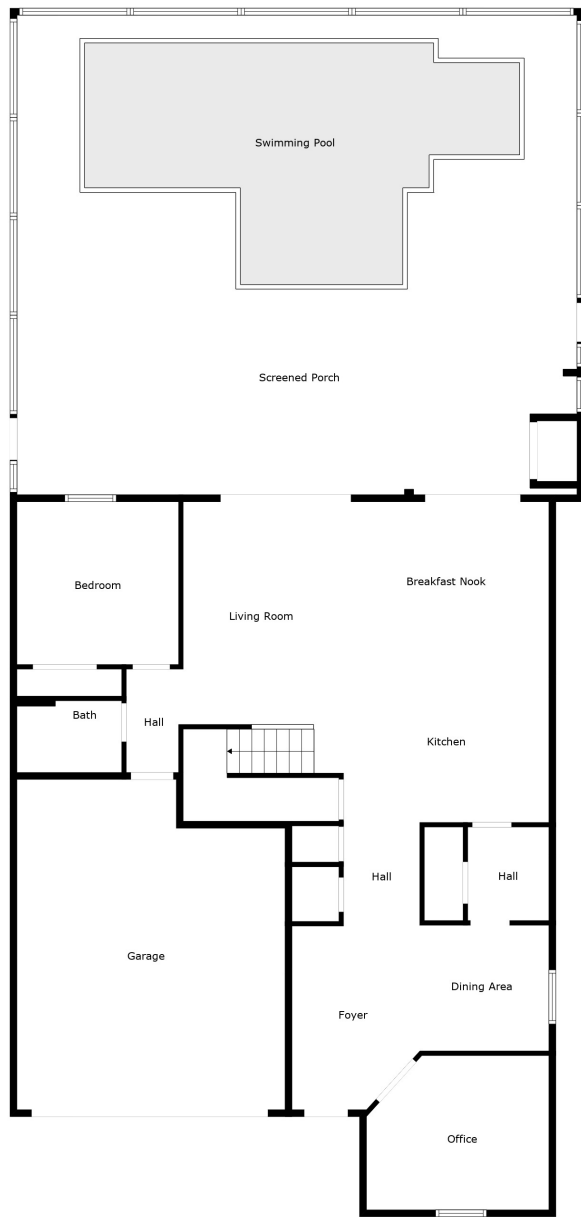 Swimming Pool
Screened Porch
Bedroom
Breakfast Nook
Living Room
Bath
Hall
Kitchen
Hall
Hall
Garage
Dining Area
Foyer
Office